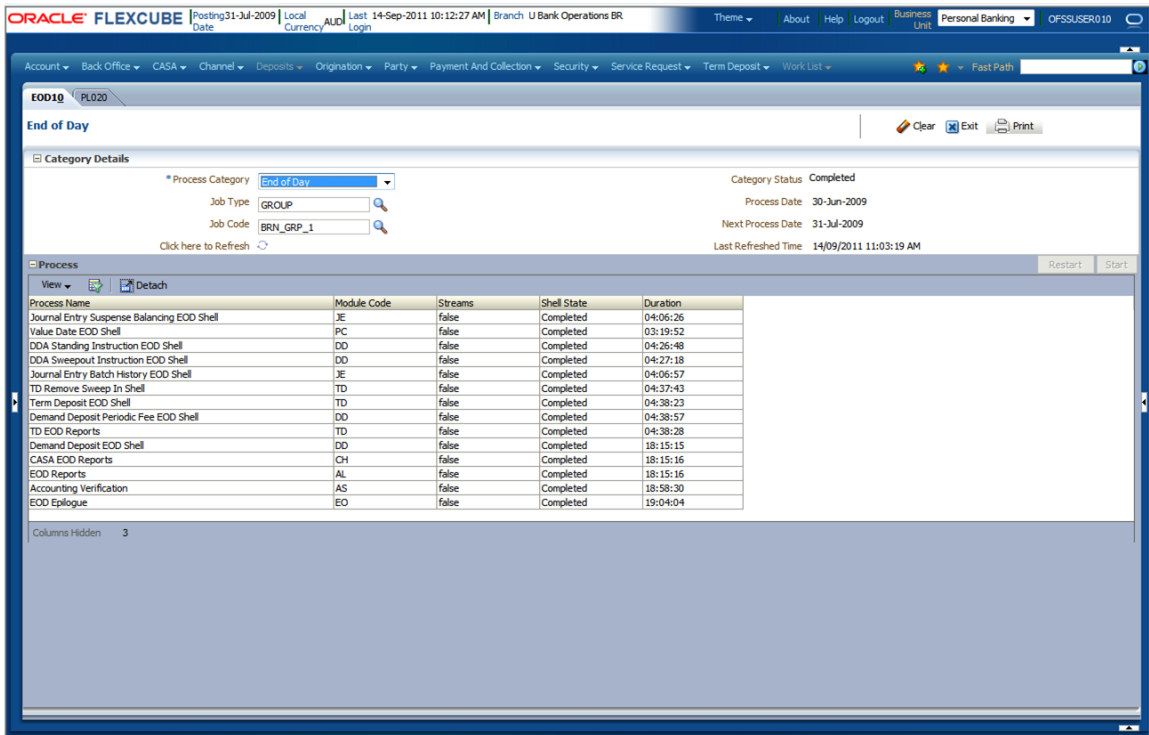 ORACLE FLEXCUBE Posting Date 31-Jul-2009 Local Currency AUD Last Login 14-Sep-2011 10:12:27 AM Branch U Bank Operations BR Theme About Help Logout Business Unit Personal Banking OFSSUSER010
Account Back Office CASA Channel Deposits Origination Party Payment And Collection Security Service Request Term Deposit Work List Fast Path
EOD10 PL020
End of Day Clear Exit Print
Category Details
*Process Category End of Day Category Status Completed
Job Type GROUP Process Date 30-Jun-2009
Job Code BRN_GRP_1 Next Process Date 31-Jul-2009
Click here to Refresh Last Refreshed Time 14/09/2011 11:03:19 AM
Process Restart Start
View Detach
Process Name Module Code Streams Shell State Duration
Journal Entry Suspense Balancing EOD Shell JE false Completed 04:06:26
Value Date EOD Shell PC false Completed 03:19:52
DDA Standing Instruction EOD Shell DD false Completed 04:26:48
DDA Sweepout Instruction EOD Shell DD false Completed 04:27:18
Journal Entry Batch History EOD Shell JE false Completed 04:06:57
TD Remove Sweep In Shell TD false Completed 04:37:43
Term Deposit EOD Shell TD false Completed 04:38:23
Demand Deposit Periodic Fee EOD Shell DD false Completed 04:38:57
TD EOD Reports TD false Completed 04:38:28
Demand Deposit EOD Shell DD false Completed 18:15:15
CASA EOD Reports CH false Completed 18:15:16
EOD Reports AL false Completed 18:15:16
Accounting Verification AS false Completed 18:58:30
EOD Epilogue EO false Completed 19:04:04
Columns Hidden 3